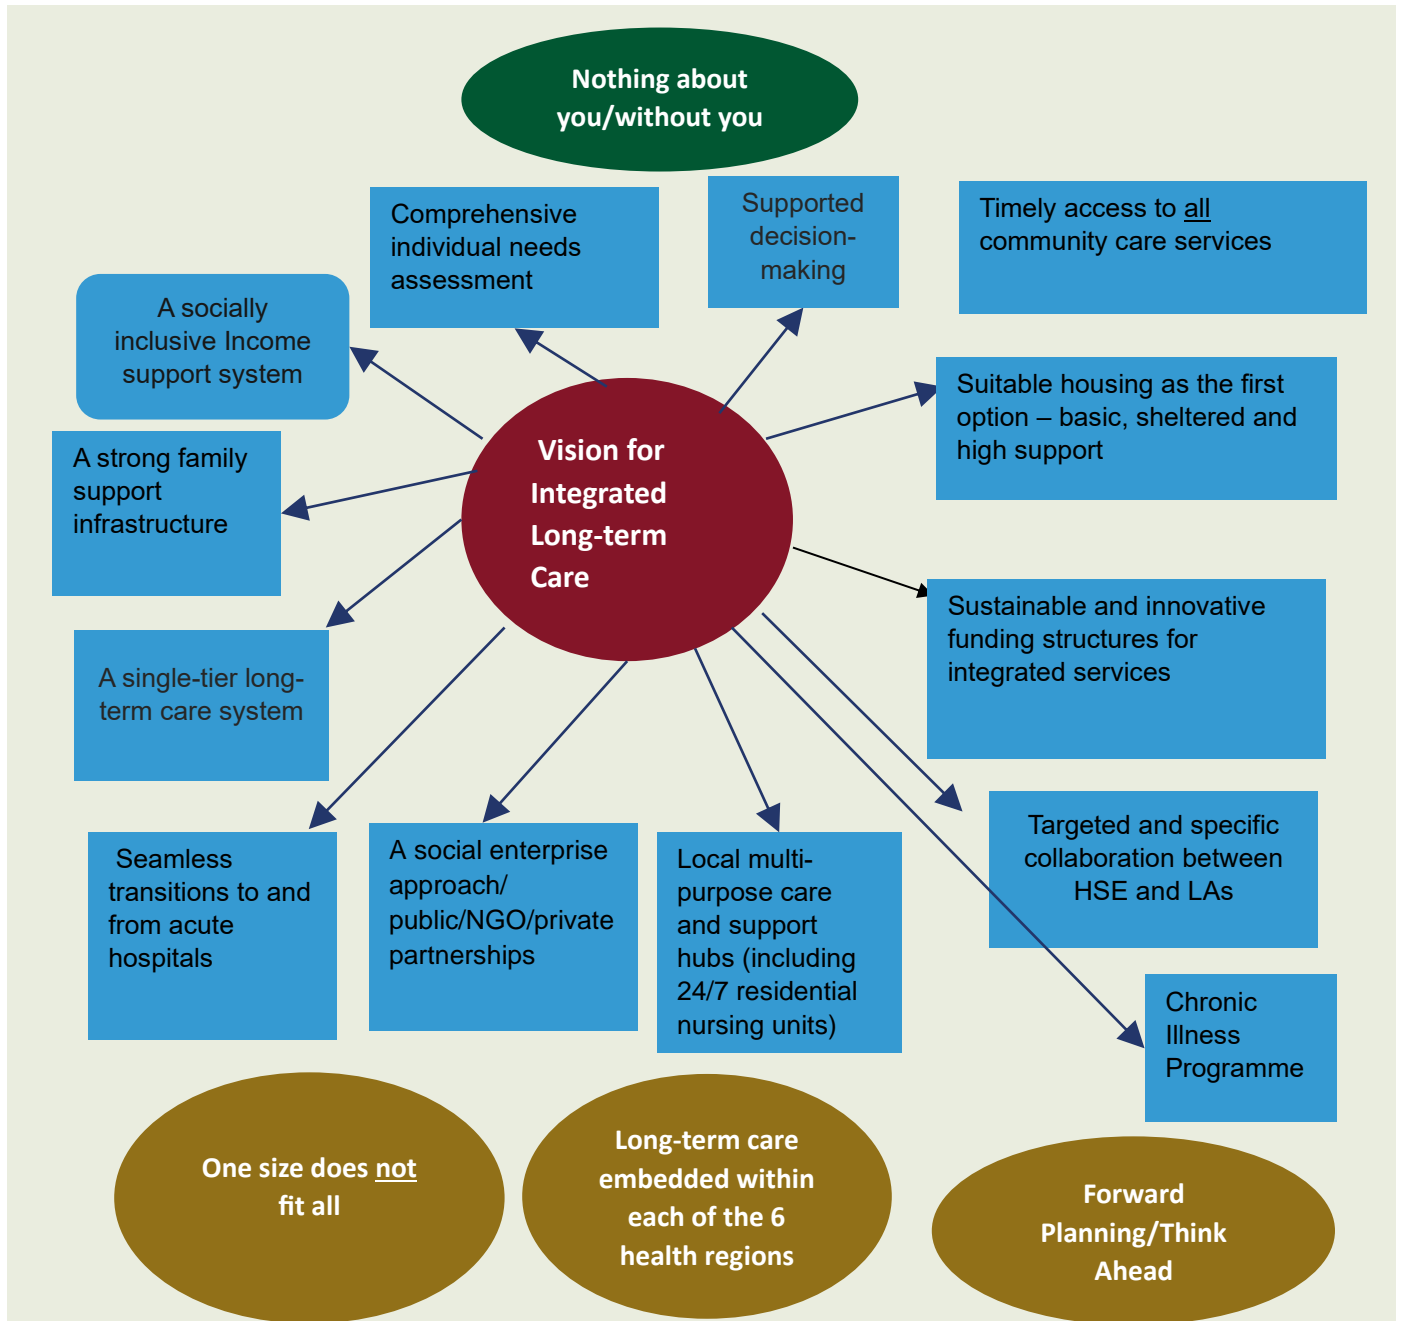 Nothing about
you/without you
Comprehensive
individual needs
assessment
Supported
decision-
making
Timely access to all
community care services
A socially
inclusive Income
support system
Suitable housing as the first
option – basic, sheltered and
high support
A strong family
support
infrastructure
Vision for
Integrated
Long-term
Care
Sustainable and innovative
funding structures for
integrated services
A single-tier long-
term care system
Targeted and specific
collaboration between
HSE and LAs
Seamless
transitions to and
from acute
hospitals
A social enterprise
approach/
public/NGO/private
partnerships
Local multi-
purpose care
and support
hubs (including
24/7 residential
nursing units)
Chronic
Illness
Programme
One size does not
fit all
Long-term care
embedded within
each of the 6
health regions
Forward
Planning/Think
Ahead